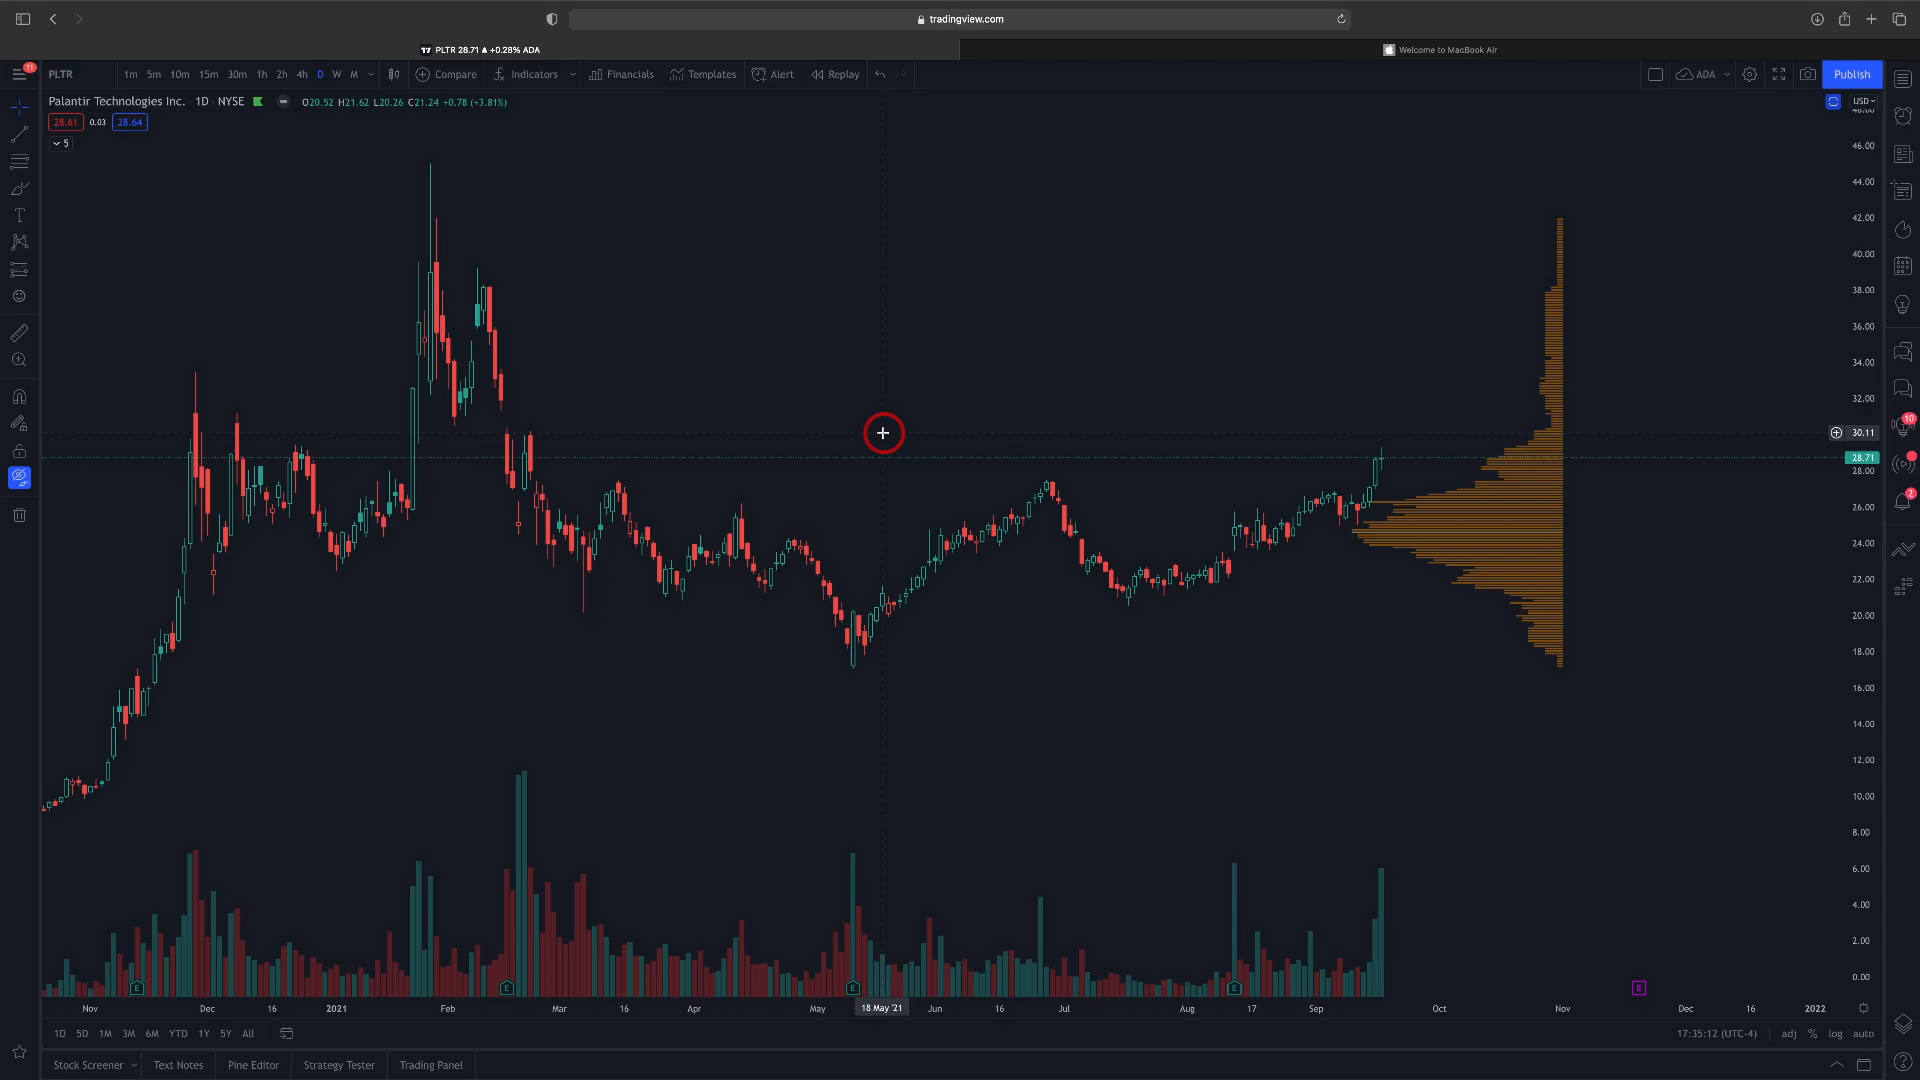 tradingview.com
PLTR 28.71 ▲ +0.28% ADA
Welcome to MacBook Air
11
PLTR 1m 5m 10m 15m 30m 1h 2h 4h D W M Compare Indicators Financials Templates Alert Replay ADA Publish
Palantir Technologies Inc. 1D NYSE O20.52 H21.62 L20.26 C21.24 +0.78 (+3.81%)
USD
28.61 0.03 28.64
5
48.00
46.00
44.00
42.00
40.00
38.00
36.00
34.00
32.00
30.11
28.71
28.00
26.00
24.00
22.00
20.00
18.00
16.00
14.00
12.00
10.00
8.00
6.00
4.00
2.00
0.00
10
2
E E E E E
Nov Dec 16 2021 Feb Mar 16 Apr May 18 May '21 Jun 16 Jul Aug 17 Sep Oct Nov Dec 16 2022
1D 5D 1M 3M 6M YTD 1Y 5Y All 17:35:12 (UTC-4) adj % log auto
Stock Screener Text Notes Pine Editor Strategy Tester Trading Panel